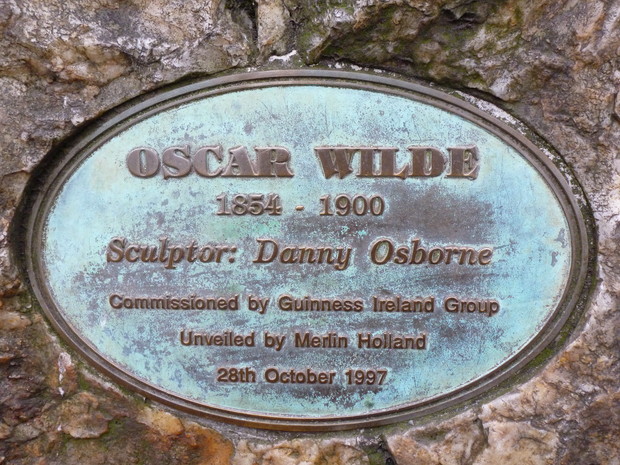 OSCAR WILDE
1854 - 1900
Sculptor: Danny Osborne
Commissioned by Guinness Ireland Group
Unveiled by Merlin Holland
28th October 1997